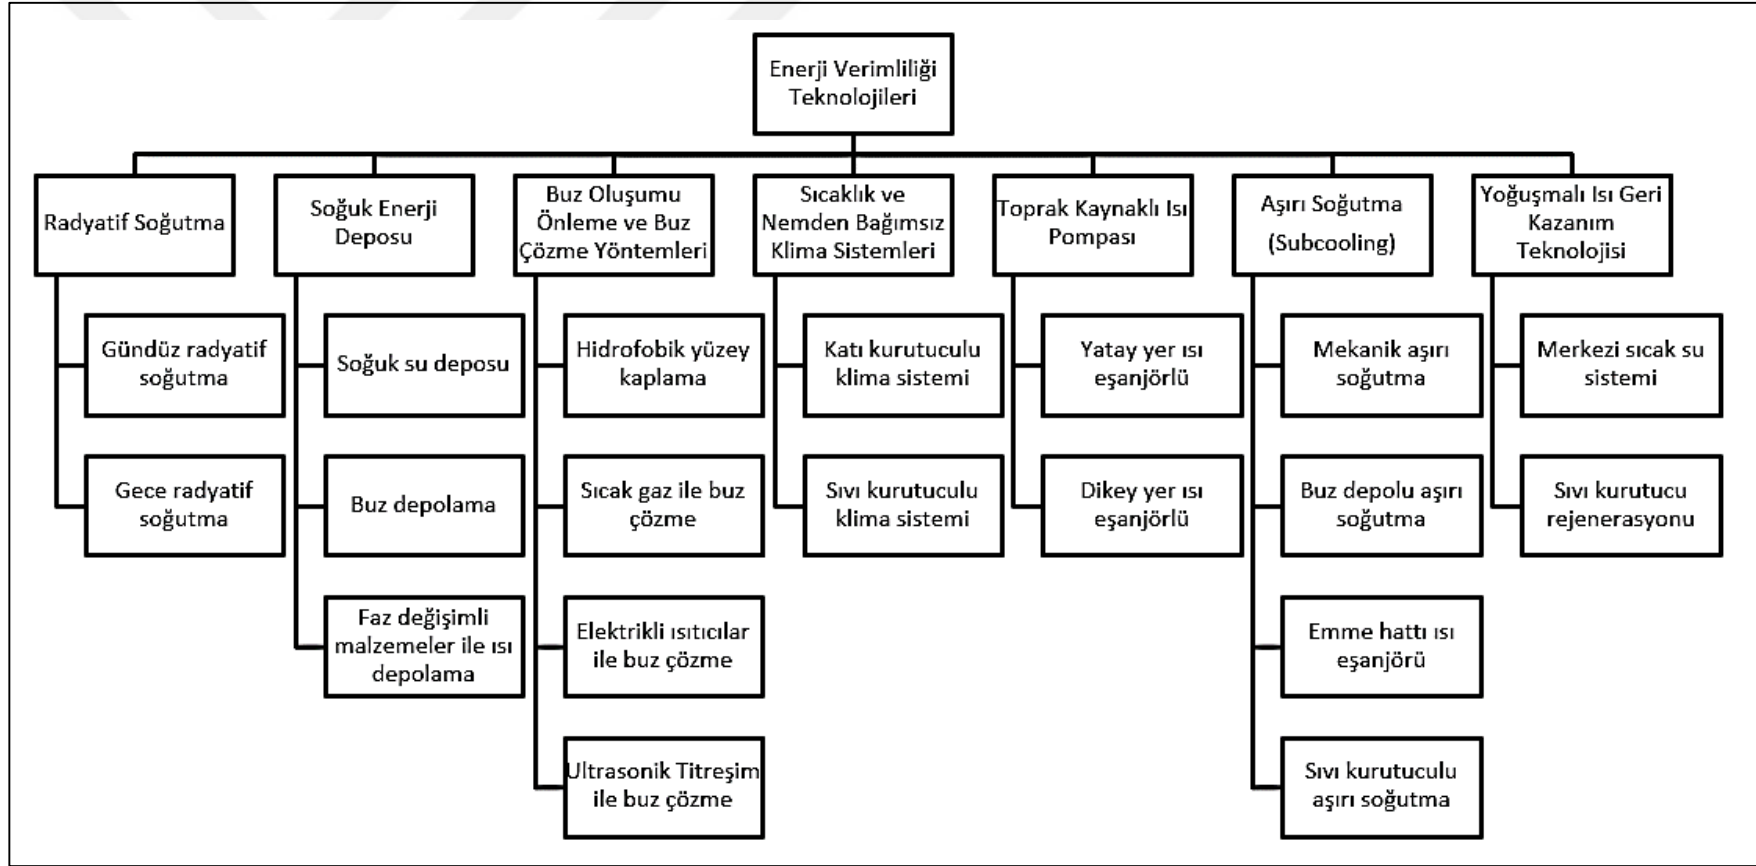 Enerji Verimliliği
Teknolojileri
Radyatif Soğutma
Gündüz radyatif
soğutma
Gece radyatif
soğutma
Soğuk Enerji
Deposu
Soğuk su deposu
Buz depolama
Faz değişimli
malzemeler ile ısı
depolama
Buz Oluşumu
Önleme ve Buz
Çözme Yöntemleri
Hidrofobik yüzey
kaplama
Sıcak gaz ile buz
çözme
Elektrikli ısıtıcılar
ile buz çözme
Ultrasonik Titreşim
ile buz çözme
Sıcaklık ve
Nemden Bağımsız
Klima Sistemleri
Katı kurutuculu
klima sistemi
Sıvı kurutuculu
klima sistemi
Toprak Kaynaklı Isı
Pompası
Yatay yer ısı
eşanjörlü
Dikey yer ısı
eşanjörlü
Aşırı Soğutma
(Subcooling)
Mekanik aşırı
soğutma
Buz depolu aşırı
soğutma
Emme hattı ısı
eşanjörü
Sıvı kurutuculu
aşırı soğutma
Yoğuşmalı Isı Geri
Kazanım
Teknolojisi
Merkezi sıcak su
sistemi
Sıvı kurutucu
rejenerasyonu